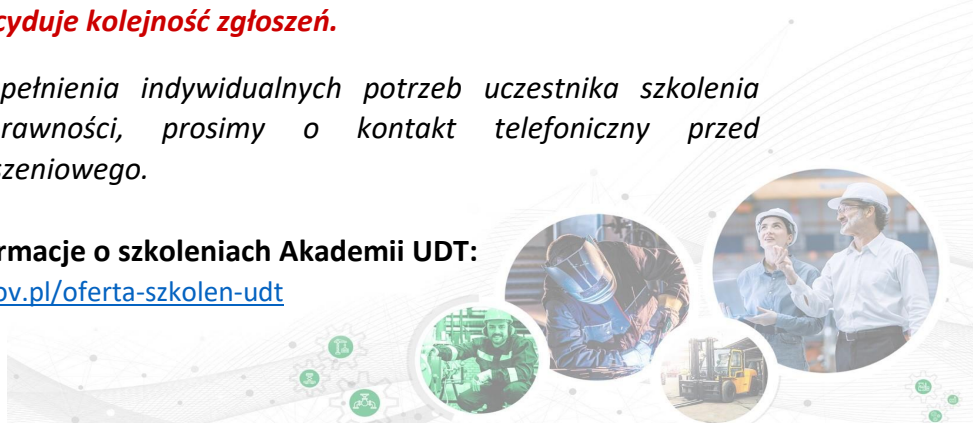 cyduje kolejność zgłoszeń.
pełnienia indywidualnych potrzeb uczestnika szkolenia
rawności, prosimy o kontakt telefoniczny przed
szeniowego.
rmacje o szkoleniach Akademii UDT:
ov.pl/oferta-szkolen-udt